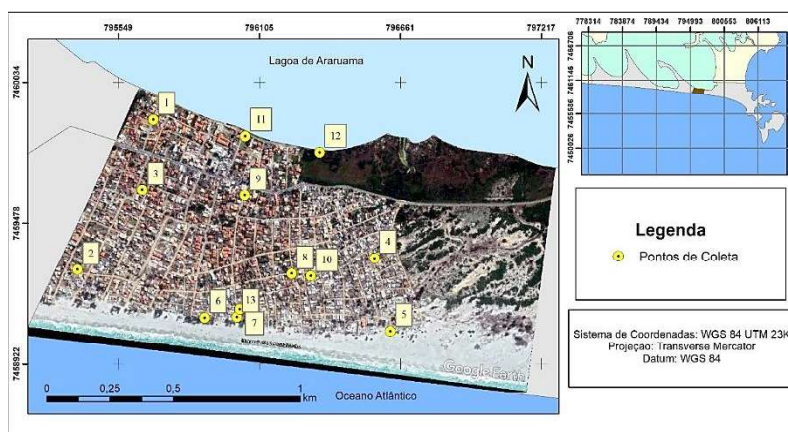 795549 796105 796661 797217
7460034
7459478
7458922
Lagoa de Araruama
N
1
11
12
3
9
2
8
10
4
6
13
7
5
Google Earth
0 0,25 0,5 1
km
Oceano Atlântico
778314 783874 789434 794993 800553 806113
7466706
7461146
7455586
7450026
Legenda
Pontos de Coleta
Sistema de Coordenadas: WGS 84 UTM 23K
Projeção: Transverse Mercator
Datum: WGS 84